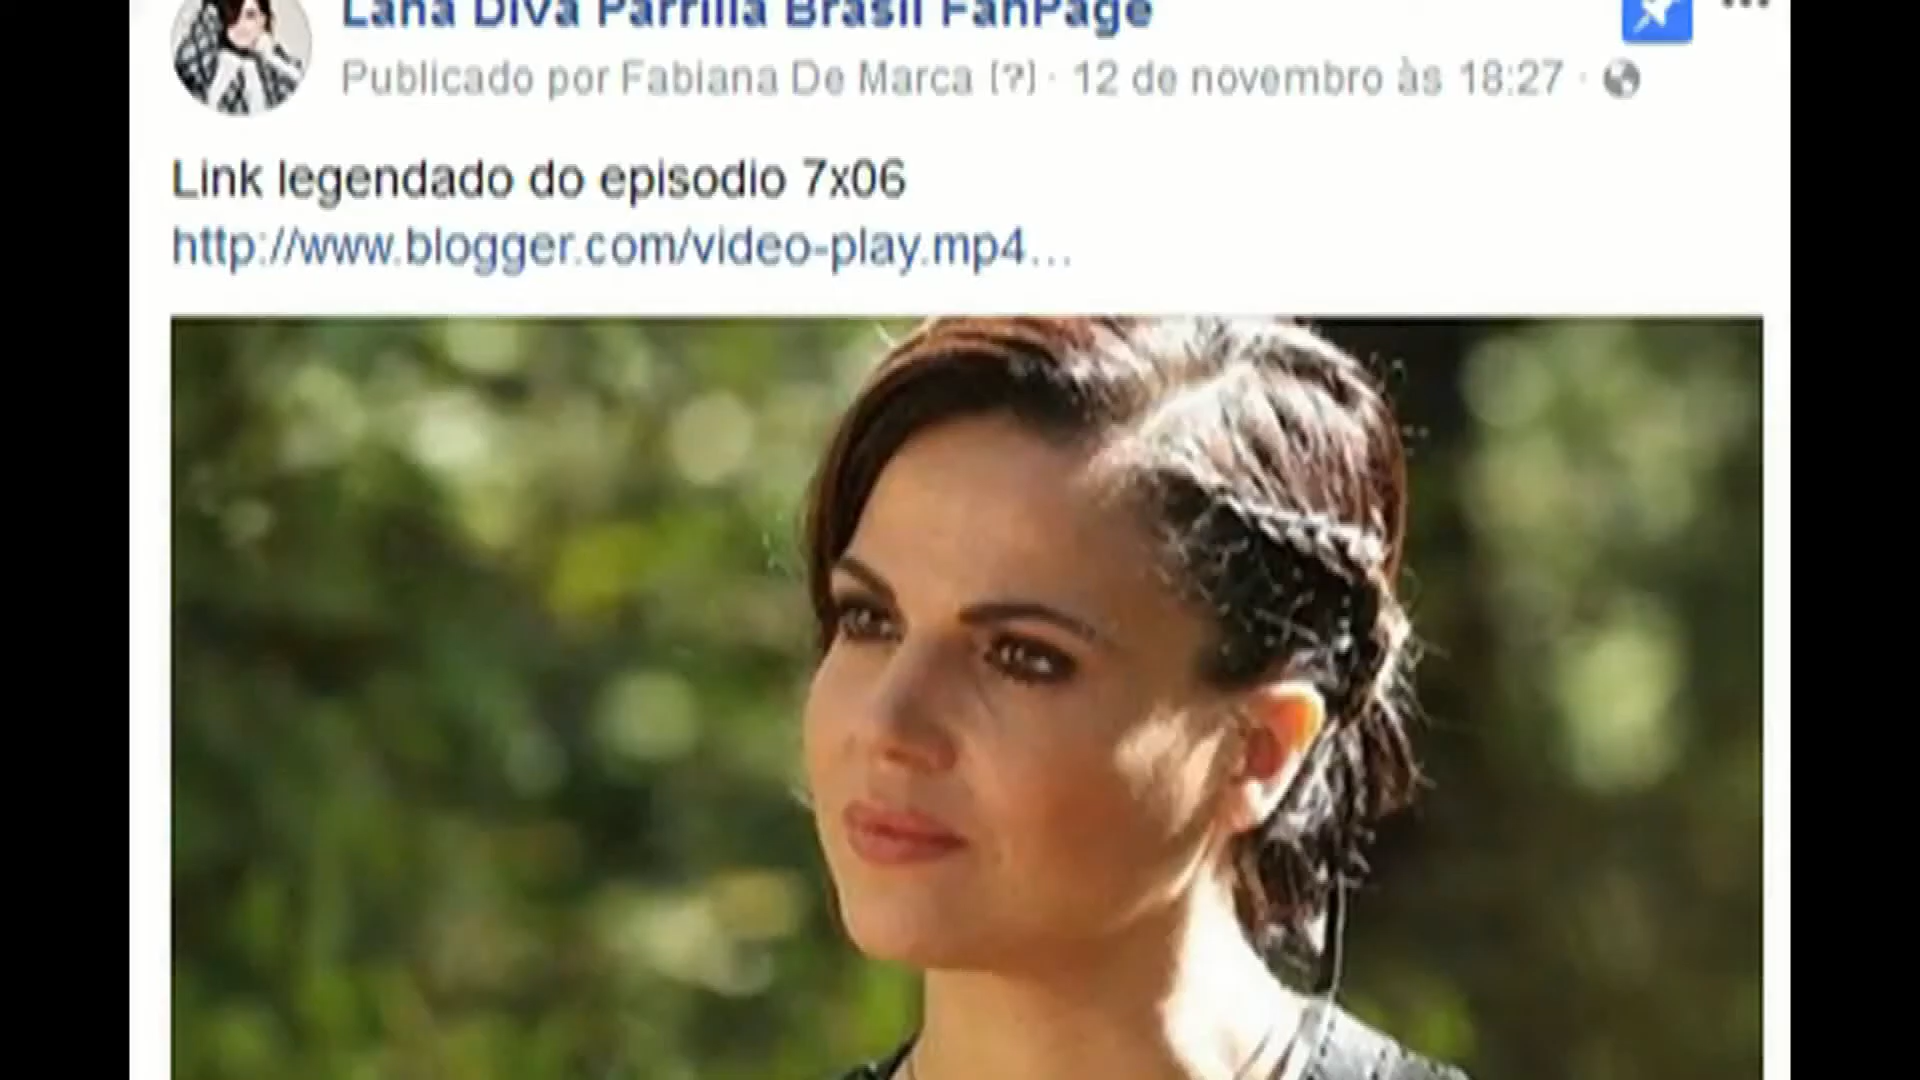 Lana Diva Parrilla Brasil FanPage
Publicado por Fabiana De Marca [?] · 12 de novembro às 18:27 ·
Link legendado do episodio 7x06
http://www.blogger.com/video-play.mp4...